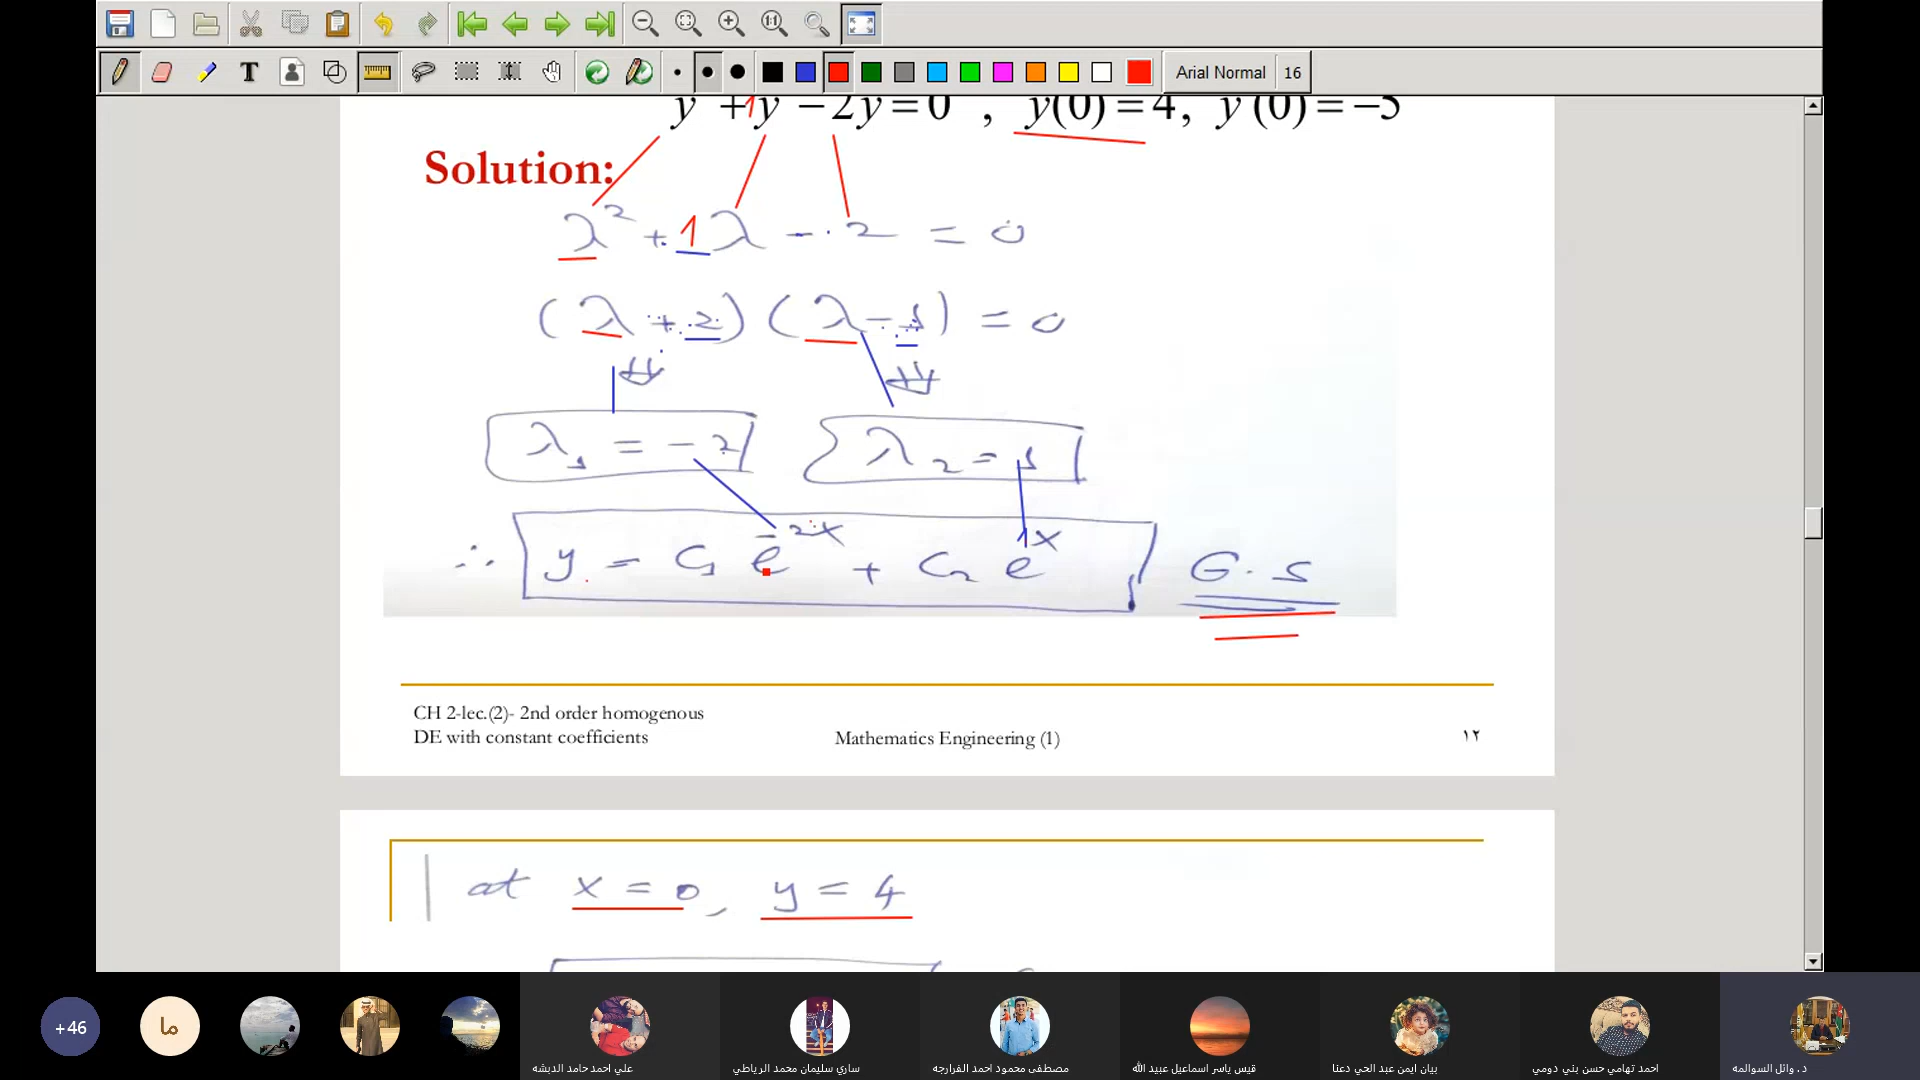 Arial Normal 16
y +1y −2y=0 , y(0)=4, y (0)=−5
Solution:
λ² + 1λ - 2 = 0
(λ + 2) (λ - 1) = 0
λ₁ = -2 λ₂ = 1
∴ y = C₁ e⁻²ˣ + C₂ e¹ˣ G.S
CH 2-lec.(2)- 2nd order homogenous
DE with constant coefficients
Mathematics Engineering (1)
١٢
at x = 0, y = 4
+46
ما
علي احمد حامد الدبشه
ساري سليمان محمد الرياطي
مصطفى محمود احمد الفرارجه
قيس ياسر اسماعيل عبيد الله
بيان ايمن عبد الحي دعنا
احمد تهامي حسن بني دومي
د. وائل السوالمه